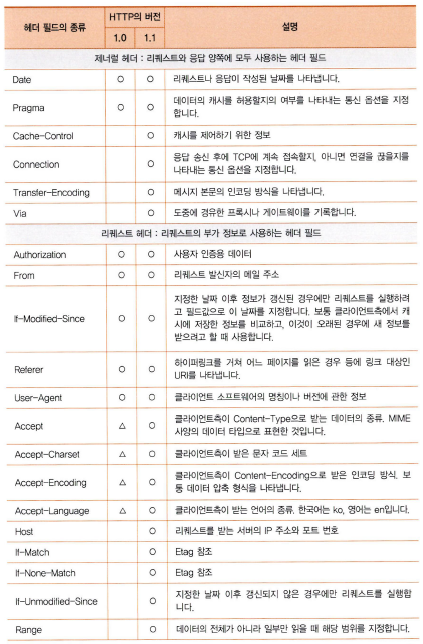 헤더 필드의 종류 HTTP의 버전 설명
1.0 1.1
제너럴 헤더 : 리퀘스트와 응답 양쪽에 모두 사용하는 헤더 필드
Date ○ ○ 리퀘스트나 응답이 작성된 날짜를 나타냅니다.
Pragma ○ ○ 데이터의 캐시를 허용할지의 여부를 나타내는 통신 옵션을 지정
합니다.
Cache-Control ○ 캐시를 제어하기 위한 정보
Connection ○ 응답 송신 후에 TCP에 계속 접속할지, 아니면 연결을 끊을지를
나타내는 통신 옵션을 지정합니다.
Transfer-Encoding ○ 메시지 본문의 인코딩 방식을 나타냅니다.
Via ○ 도중에 경유한 프록시나 게이트웨이를 기록합니다.
리퀘스트 헤더 : 리퀘스트의 부가 정보로 사용하는 헤더 필드
Authorization ○ ○ 사용자 인증용 데이터
From ○ ○ 리퀘스트 발신자의 메일 주소
If-Modified-Since ○ ○ 지정한 날짜 이후 정보가 갱신된 경우에만 리퀘스트를 실행하려
고 필드값으로 이 날짜를 지정합니다. 보통 클라이언트측에서 캐
시에 저장한 정보를 비교하고, 이것이 오래된 경우에 새 정보를
받으려고 할 때 사용합니다.
Referer ○ ○ 하이퍼링크를 거쳐 어느 페이지를 읽은 경우 등에 링크 대상인
URI를 나타냅니다.
User-Agent ○ ○ 클라이언트 소프트웨어의 명칭이나 버전에 관한 정보
Accept △ ○ 클라이언트측이 Content-Type으로 받는 데이터의 종류. MIME
사양의 데이터 타입으로 표현한 것입니다.
Accept-Charset △ ○ 클라이언트측이 받은 문자 코드 세트
Accept-Encoding △ ○ 클라이언트측이 Content-Encoding으로 받은 인코딩 방식. 보
통 데이터 압축 형식을 나타냅니다.
Accept-Language △ ○ 클라이언트측이 받는 언어의 종류. 한국어는 ko, 영어는 en입니다.
Host ○ 리퀘스트를 받는 서버의 IP 주소와 포트 번호
If-Match ○ Etag 참조
If-None-Match ○ Etag 참조
If-Unmodified-Since ○ 지정한 날짜 이후 갱신되지 않은 경우에만 리퀘스트를 실행합
니다.
Range ○ 데이터의 전체가 아니라 일부만 읽을 때 해당 범위를 지정합니다.